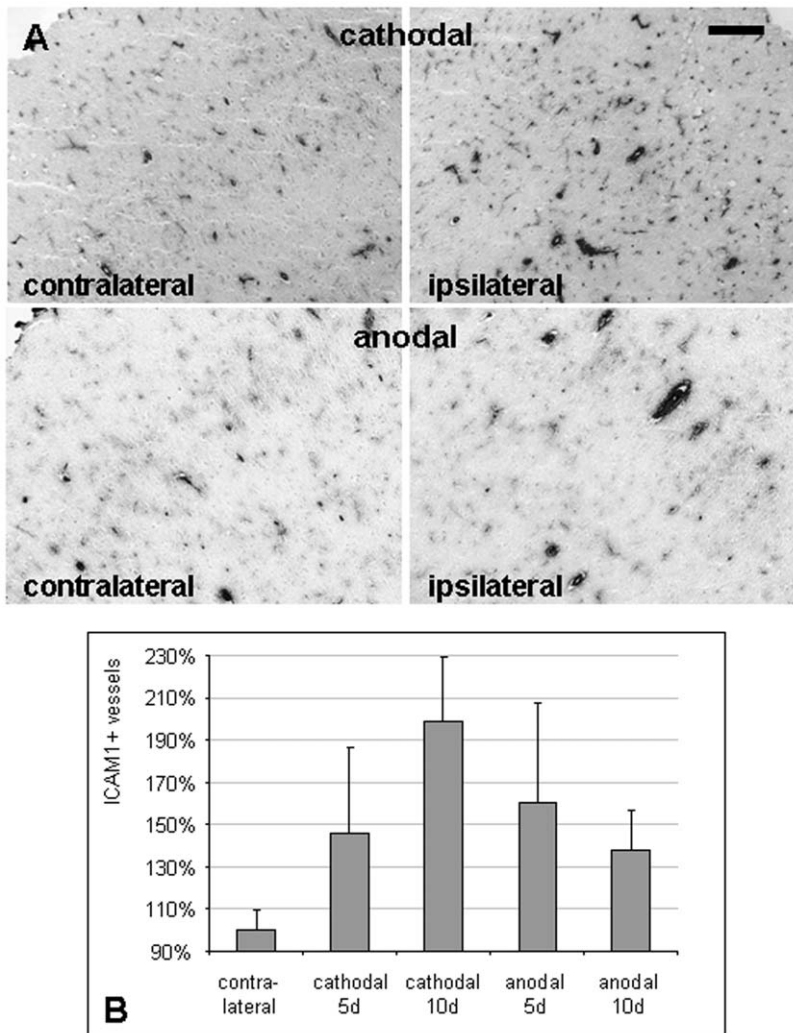 A
cathodal
contralateral
ipsilateral
anodal
contralateral
ipsilateral
ICAM1+ vessels
230%
210%
190%
170%
150%
130%
110%
90%
contra-
lateral
cathodal
5d
cathodal
10d
anodal
5d
anodal
10d
B